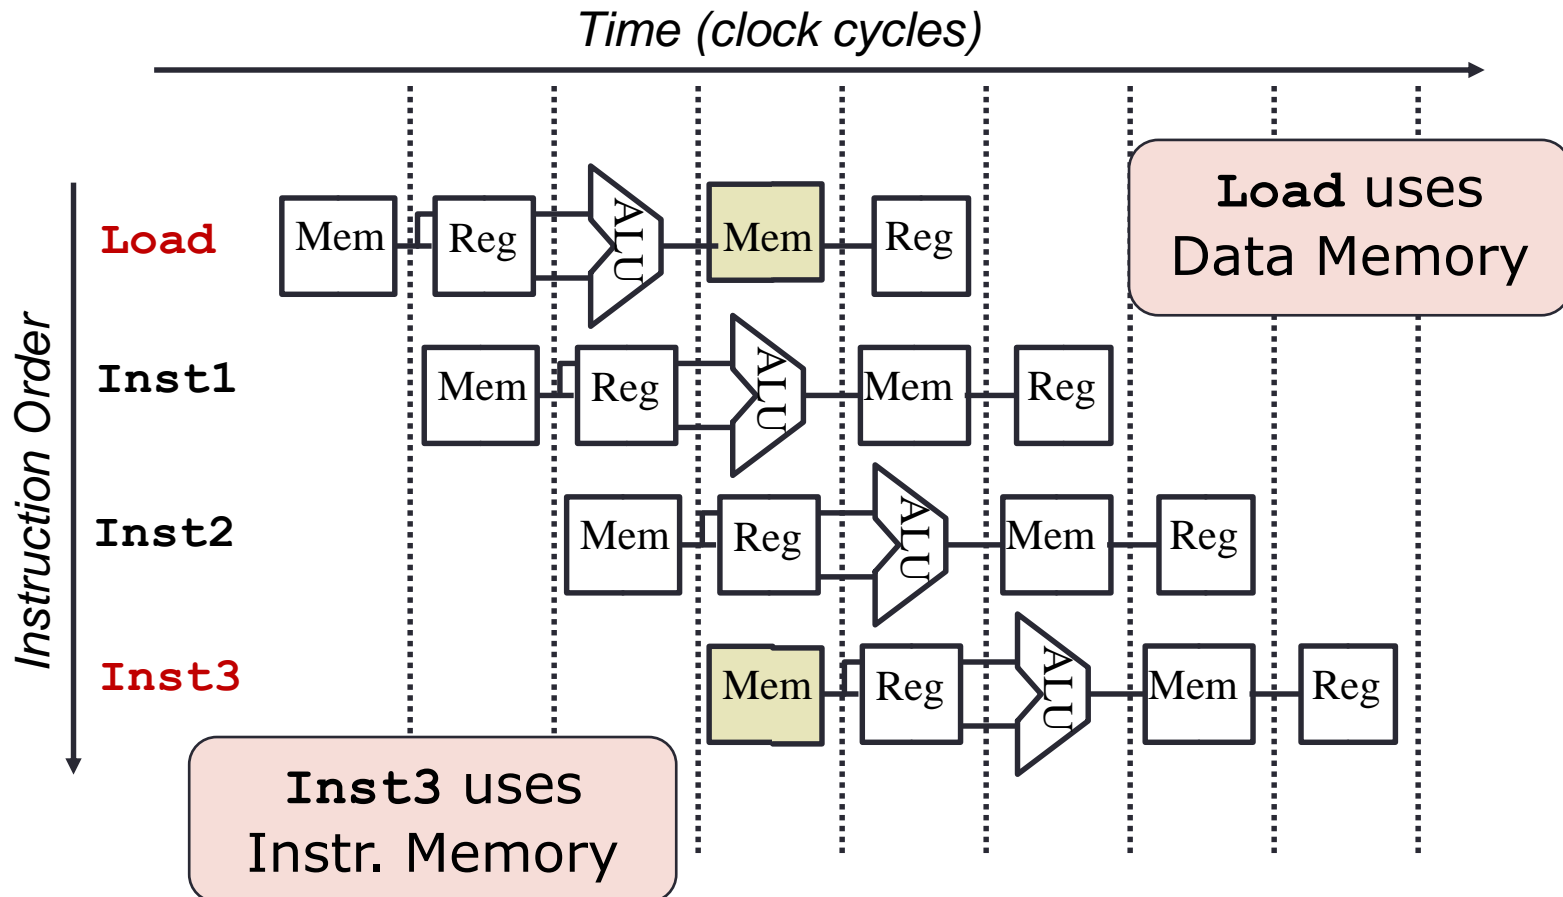 Time (clock cycles)
Instruction Order
Load
Mem
Reg
ALU
Mem
Reg
Load uses
Data Memory
Inst1
Mem
Reg
ALU
Mem
Reg
Inst2
Mem
Reg
ALU
Mem
Reg
Inst3
Mem
Reg
ALU
Mem
Reg
Inst3 uses
Instr. Memory